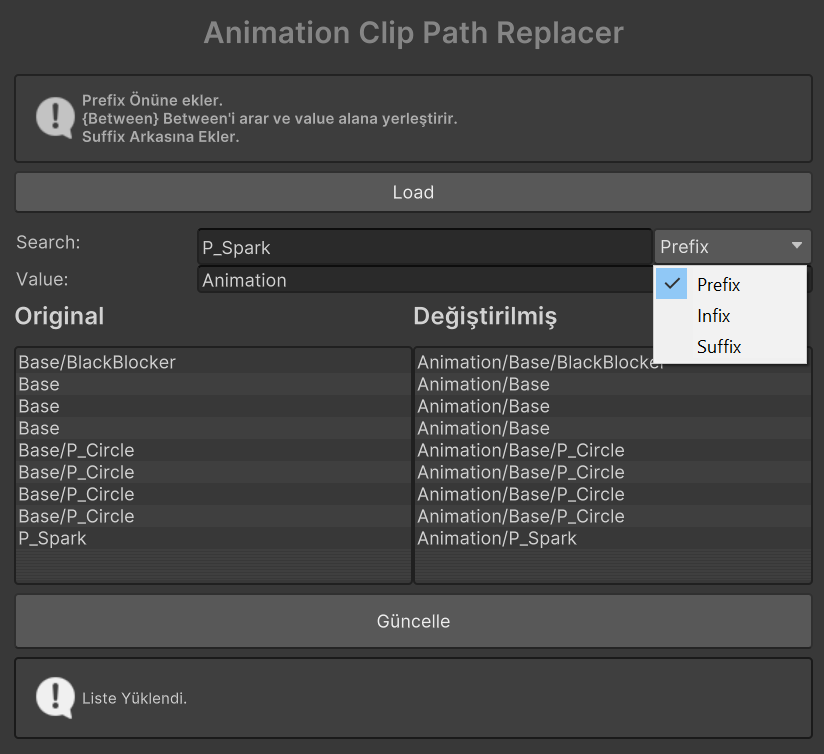 Animation Clip Path Replacer
Prefix Önüne ekler.
{Between} Between'i arar ve value alana yerleştirir.
Suffix Arkasına Ekler.
Load
Search:
P_Spark
Prefix
Value:
Animation
Prefix
Infix
Suffix
Original
Değiştirilmiş
Base/BlackBlocker
Animation/Base/BlackBlocker
Base
Animation/Base
Base
Animation/Base
Base
Animation/Base
Base/P_Circle
Animation/Base/P_Circle
Base/P_Circle
Animation/Base/P_Circle
Base/P_Circle
Animation/Base/P_Circle
Base/P_Circle
Animation/Base/P_Circle
P_Spark
Animation/P_Spark
Güncelle
Liste Yüklendi.